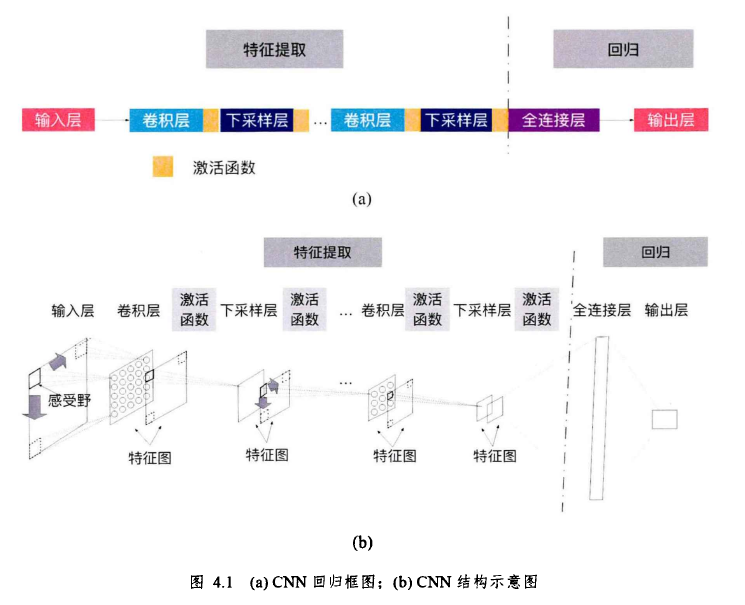 特征提取 回归
输入层 卷积层 下采样层 … 卷积层 下采样层 全连接层 输出层
激活函数
(a)
特征提取 回归
输入层 卷积层 激活函数 下采样层 激活函数 … 卷积层 激活函数 下采样层 激活函数 全连接层 输出层
感受野
…
特征图 特征图 特征图 特征图
(b)
图 4.1 (a) CNN 回归框图；(b) CNN 结构示意图